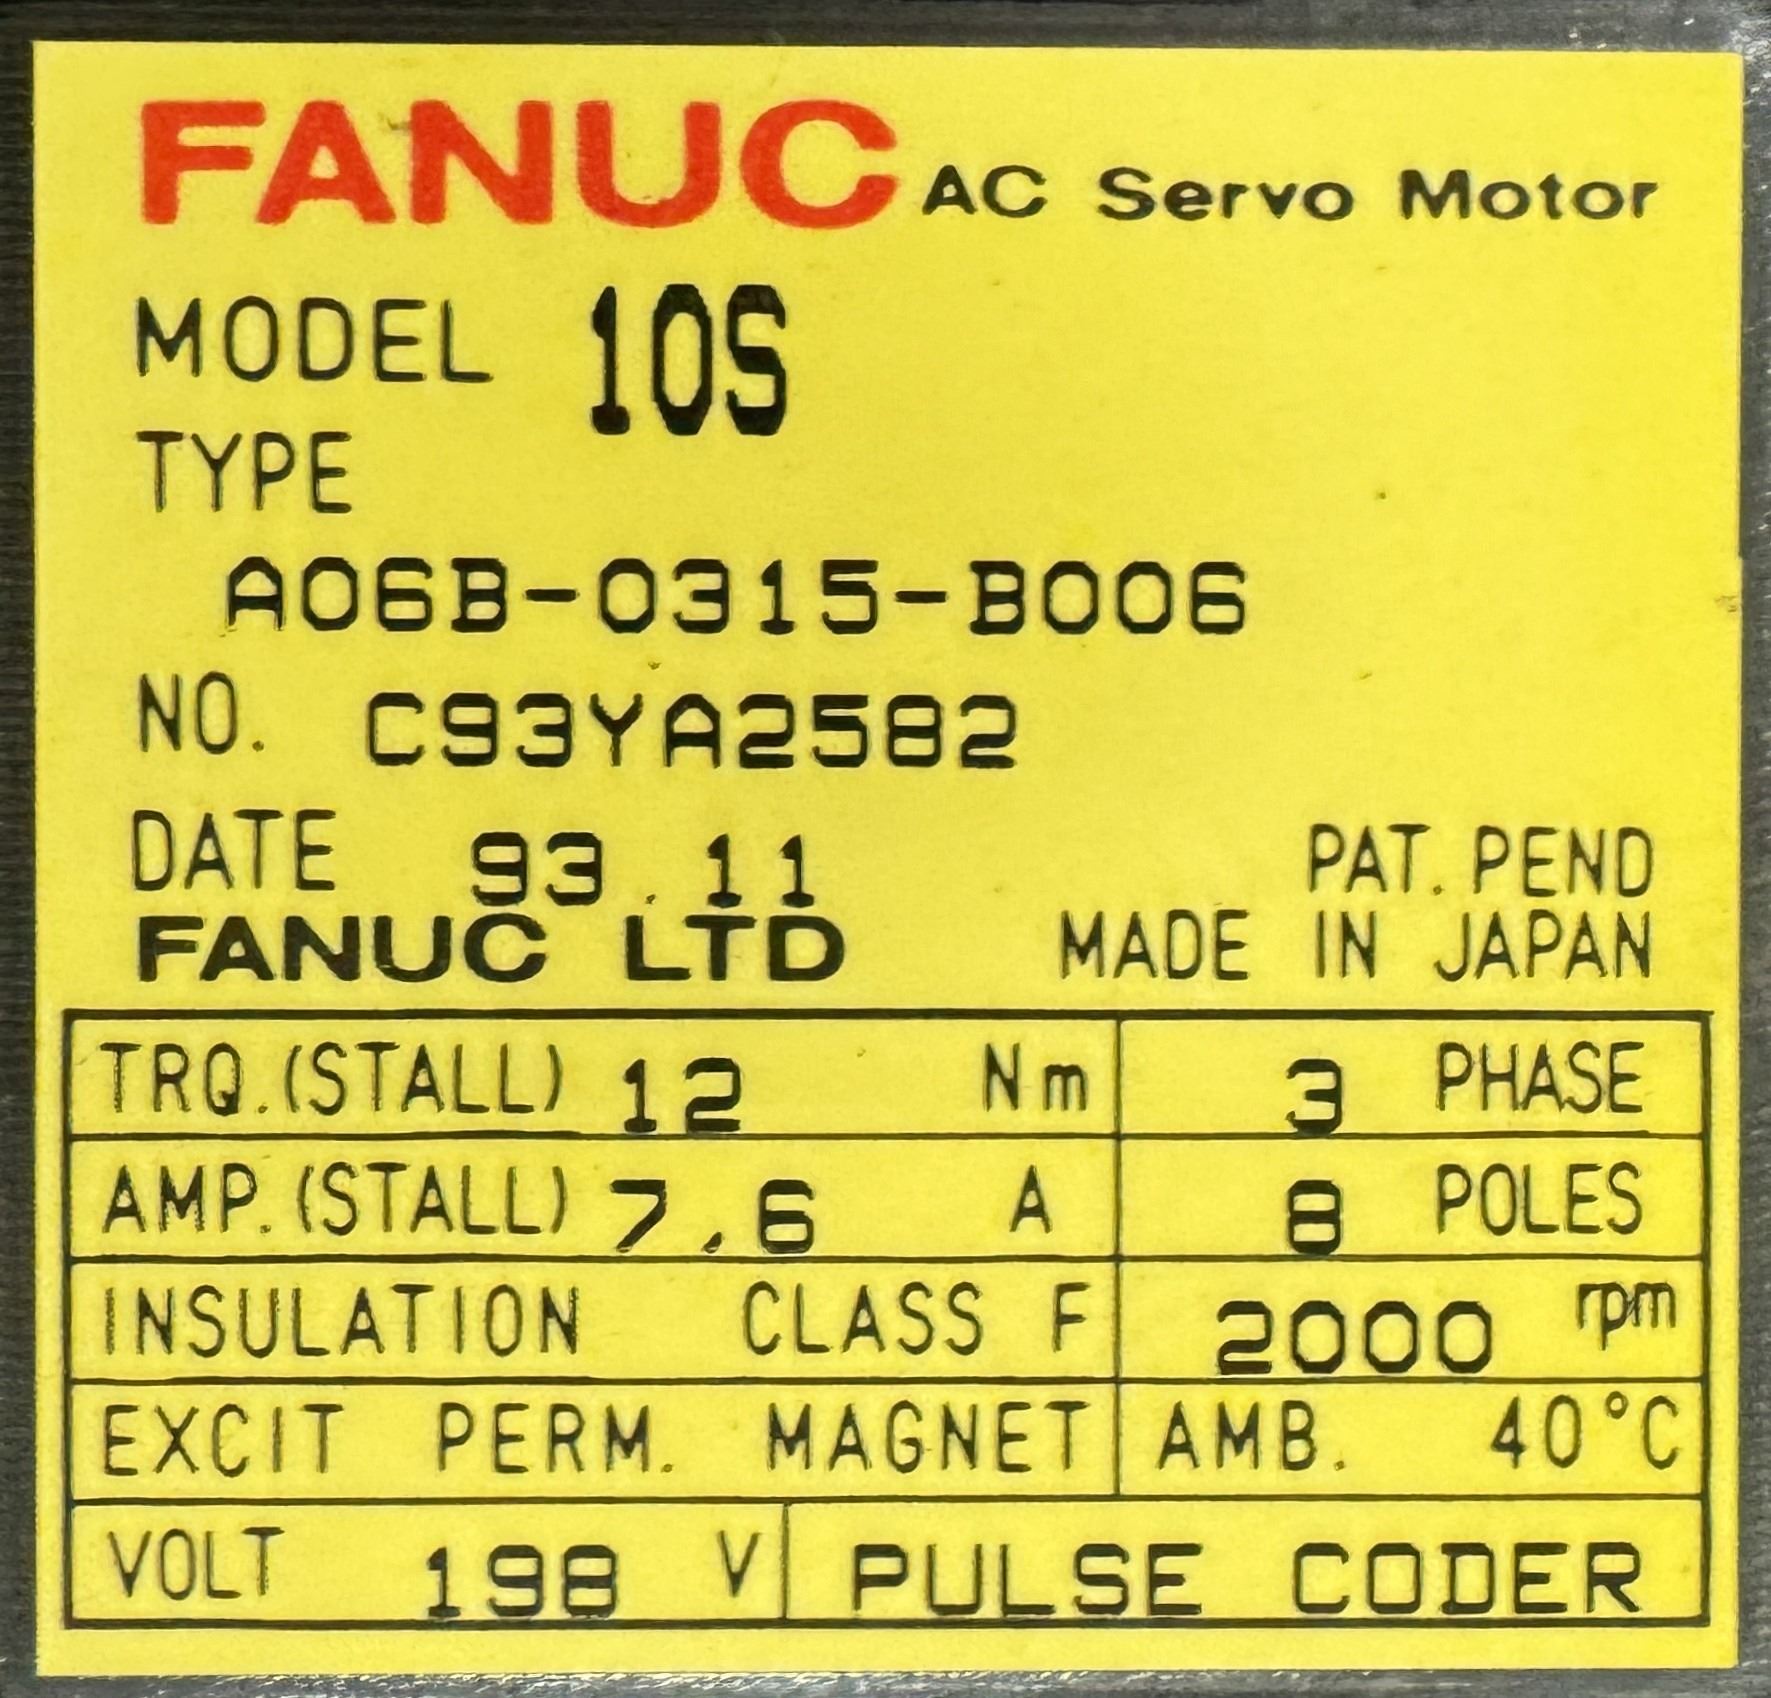 FANUC AC Servo Motor
MODEL 10S
TYPE
A06B-0315-B006
NO. C93YA2582
DATE 93.11
PAT. PEND
FANUC LTD MADE IN JAPAN
TRQ.(STALL) 12 Nm 3 PHASE
AMP.(STALL) 7.6 A 8 POLES
INSULATION CLASS F 2000 rpm
EXCIT PERM. MAGNET AMB. 40°C
VOLT 198 V PULSE CODER